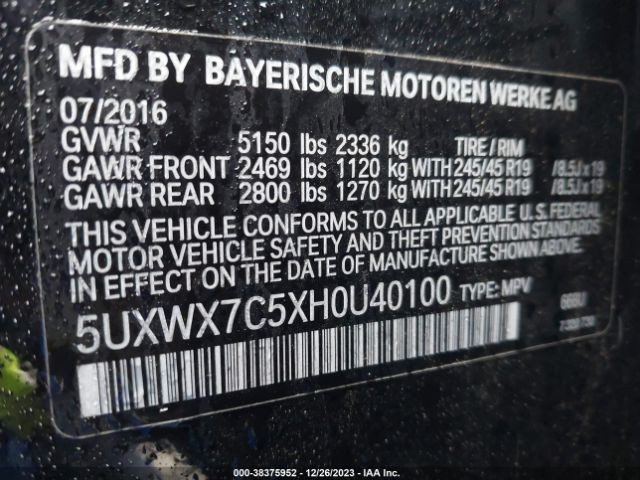 MFD BY BAYERISCHE MOTOREN WERKE AG
07/2016
GVWR 5150 lbs 2336 kg TIRE / RIM
GAWR FRONT 2469 lbs 1120 kg WITH 245/45 R19 /8.5J x 19
GAWR REAR 2800 lbs 1270 kg WITH 245/45 R19 /8.5J x 19
THIS VEHICLE CONFORMS TO ALL APPLICABLE U.S. FEDERAL
MOTOR VEHICLE SAFETY AND THEFT PREVENTION STANDARDS
IN EFFECT ON THE DATE OF MANUFACTURE SHOWN ABOVE.
5UXWX7C5XH0U40100 TYPE: MPV
000-38375952 - 12/26/2023 - IAA Inc.